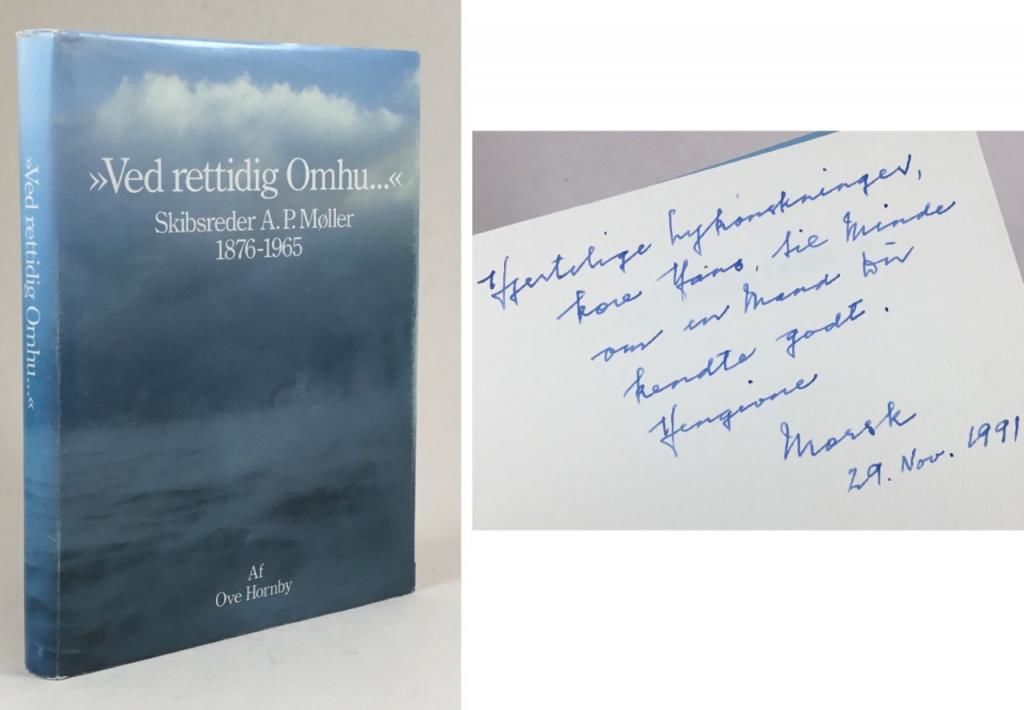 »Ved rettidig Omhu...«
»Ved rettidig Omhu...«
Skibsreder A.P. Møller
1876-1965
Af
Ove Hornby
Hjertelige Lykønskninger,
kære Hans, til Minde
om en Mand Du
kendte godt.
Hengivne
Mærsk
29. Nov. 1991